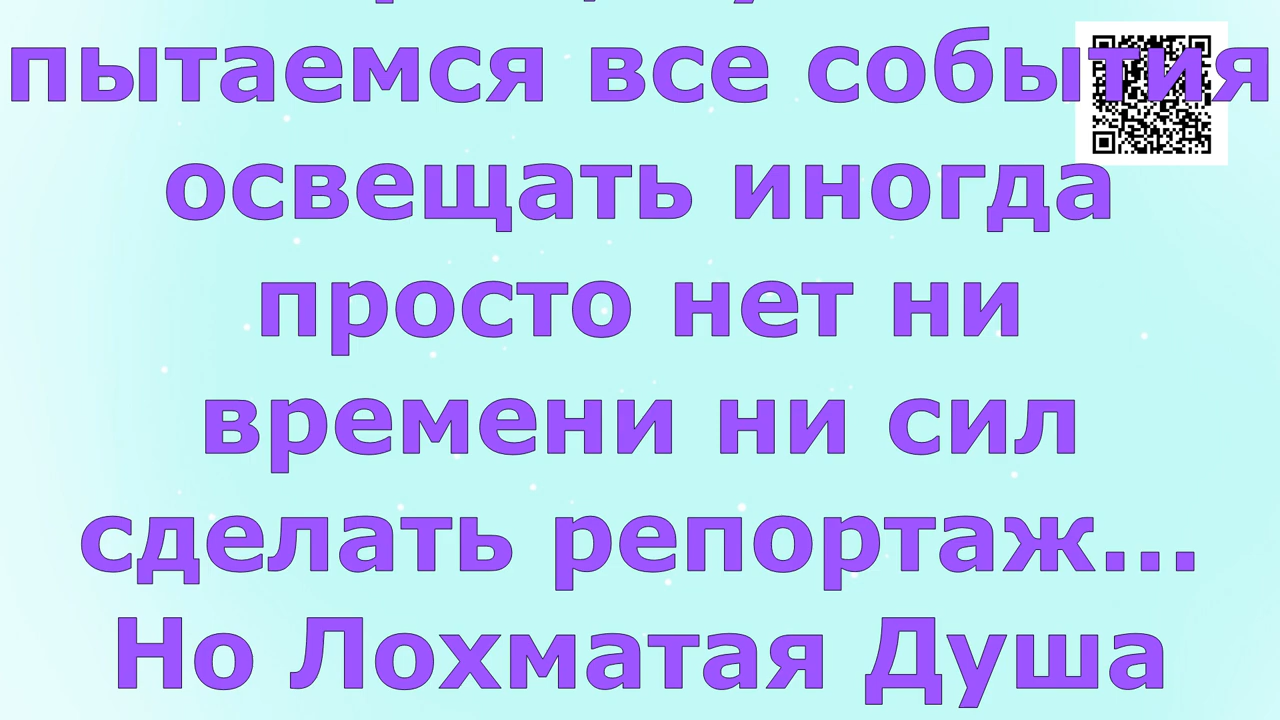 пытаемся все события
освещать иногда
просто нет ни
времени ни сил
сделать репортаж...
Но Лохматая Душа